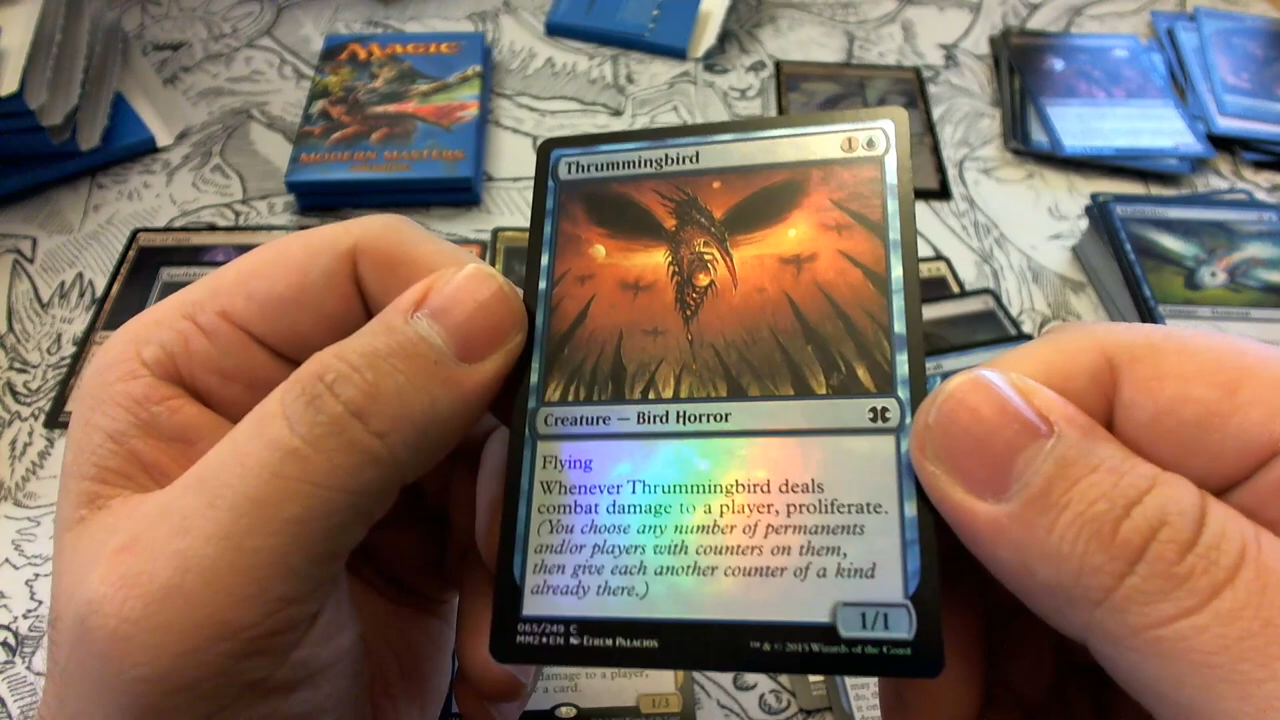 MAGIC
MODERN MASTERS
Thrummingbird
1
Creature — Bird Horror
Flying
Whenever Thrummingbird deals
combat damage to a player, proliferate.
(You choose any number of permanents
and/or players with counters on them,
then give each another counter of a kind
already there.)
1/1
065/249 C
MM2★EN Efrem Palacios
™ & © 2015 Wizards of the Coast
damage to a player,
a card.
1/3